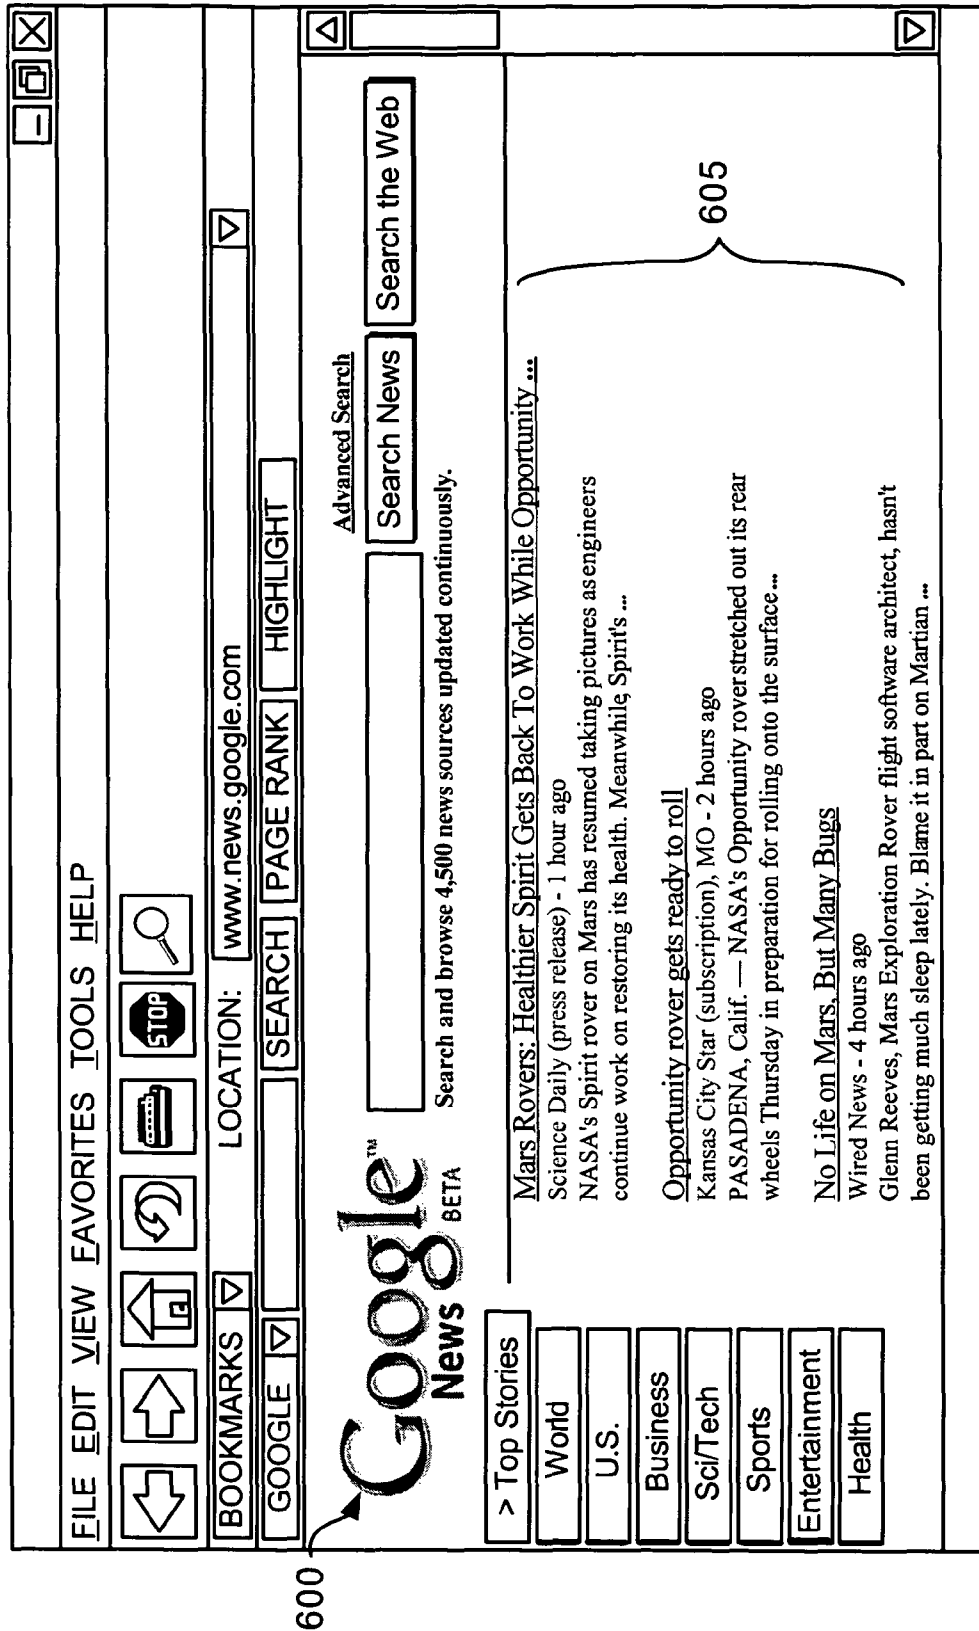 FILE EDIT VIEW FAVORITES TOOLS HELP
STOP
BOOKMARKS LOCATION: www.news.google.com
GOOGLE SEARCH PAGE RANK HIGHLIGHT
600
Google™
News BETA
Advanced Search
Search News Search the Web
Search and browse 4,500 news sources updated continuously.
> Top Stories
World
U.S.
Business
Sci/Tech
Sports
Entertainment
Health
Mars Rovers: Healthier Spirit Gets Back To Work While Opportunity ...
Science Daily (press release) - 1 hour ago
NASA's Spirit rover on Mars has resumed taking pictures as engineers
continue work on restoring its health. Meanwhile, Spirit's ...
Opportunity rover gets ready to roll
Kansas City Star (subscription), MO - 2 hours ago
PASADENA, Calif. — NASA's Opportunity rover stretched out its rear
wheels Thursday in preparation for rolling onto the surface ...
No Life on Mars, But Many Bugs
Wired News - 4 hours ago
Glenn Reeves, Mars Exploration Rover flight software architect, hasn't
been getting much sleep lately. Blame it in part on Martian ...
605